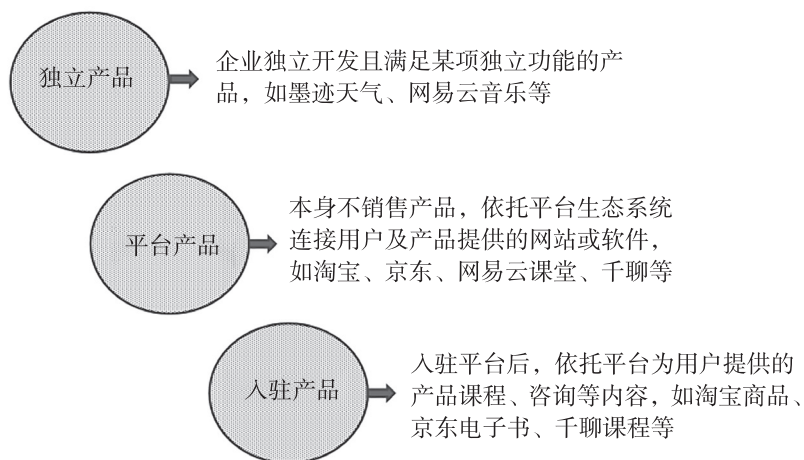 独立产品
企业独立开发且满足某项独立功能的产
品，如墨迹天气、网易云音乐等
平台产品
本身不销售产品，依托平台生态系统
连接用户及产品提供的网站或软件，
如淘宝、京东、网易云课堂、千聊等
入驻产品
入驻平台后，依托平台为用户提供的
产品课程、咨询等内容，如淘宝商品、
京东电子书、千聊课程等